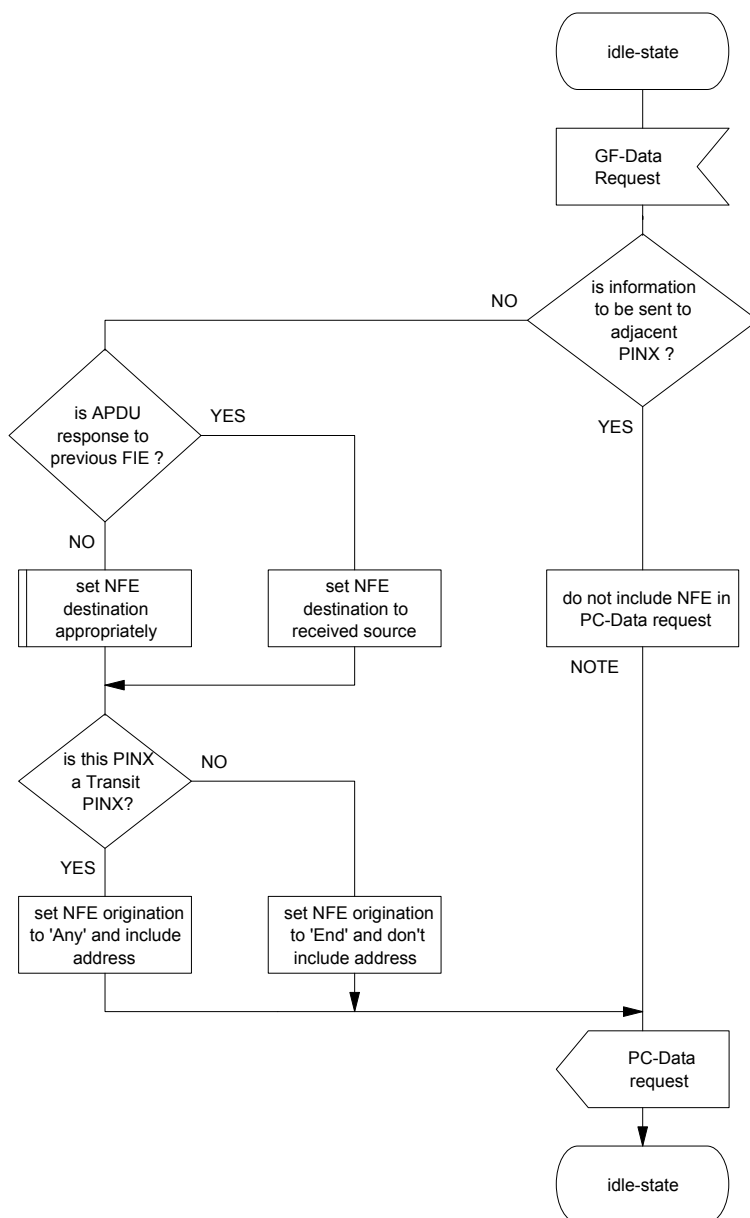 idle-state
GF-Data
Request
is information
to be sent to
adjacent
PINX ?
NO
YES
is APDU
response to
previous FIE ?
YES
NO
set NFE
destination
appropriately
set NFE
destination to
received source
do not include NFE in
PC-Data request
NOTE
is this PINX
a Transit
PINX?
NO
YES
set NFE origination
to 'Any' and include
address
set NFE origination
to 'End' and don't
include address
PC-Data
request
idle-state